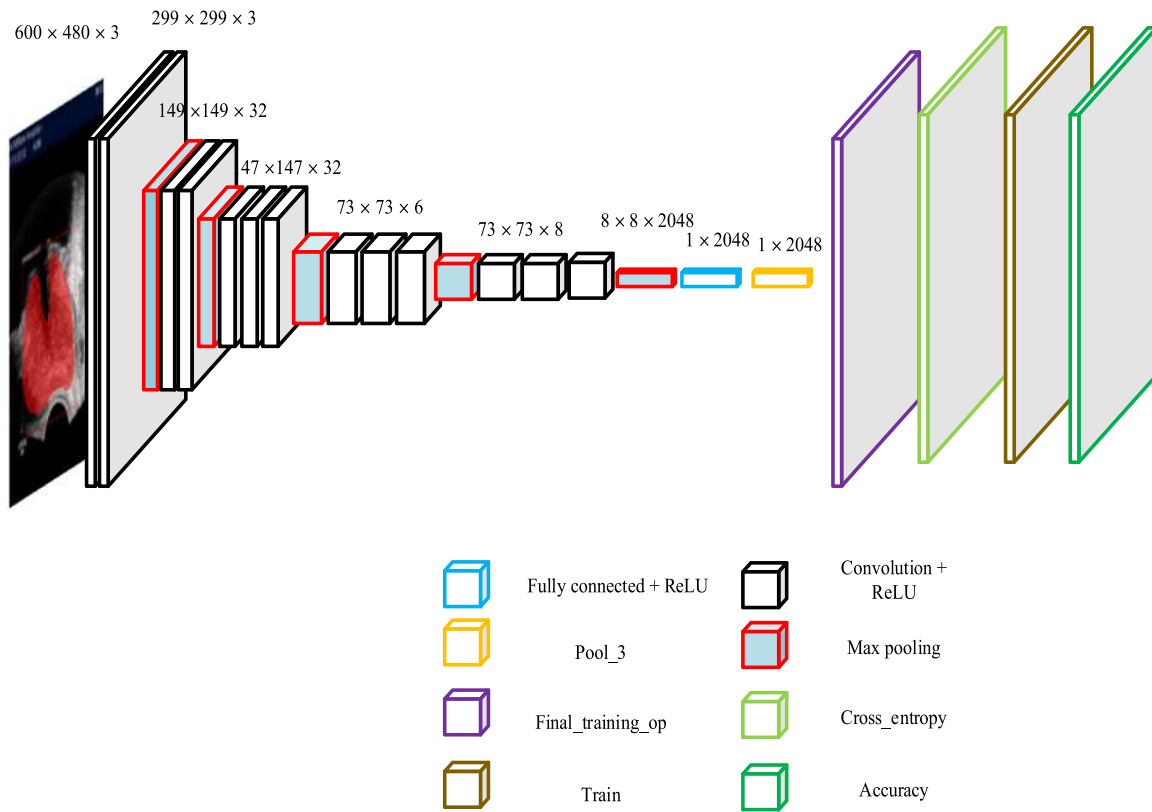 600 × 480 × 3
299 × 299 × 3
149 ×149 × 32
47 ×147 × 32
73 × 73 × 6
73 × 73 × 8
8 × 8 × 2048
1 × 2048
1 × 2048
Fully connected + ReLU
Convolution +
ReLU
Pool_3
Max pooling
Final_training_op
Cross_entropy
Train
Accuracy